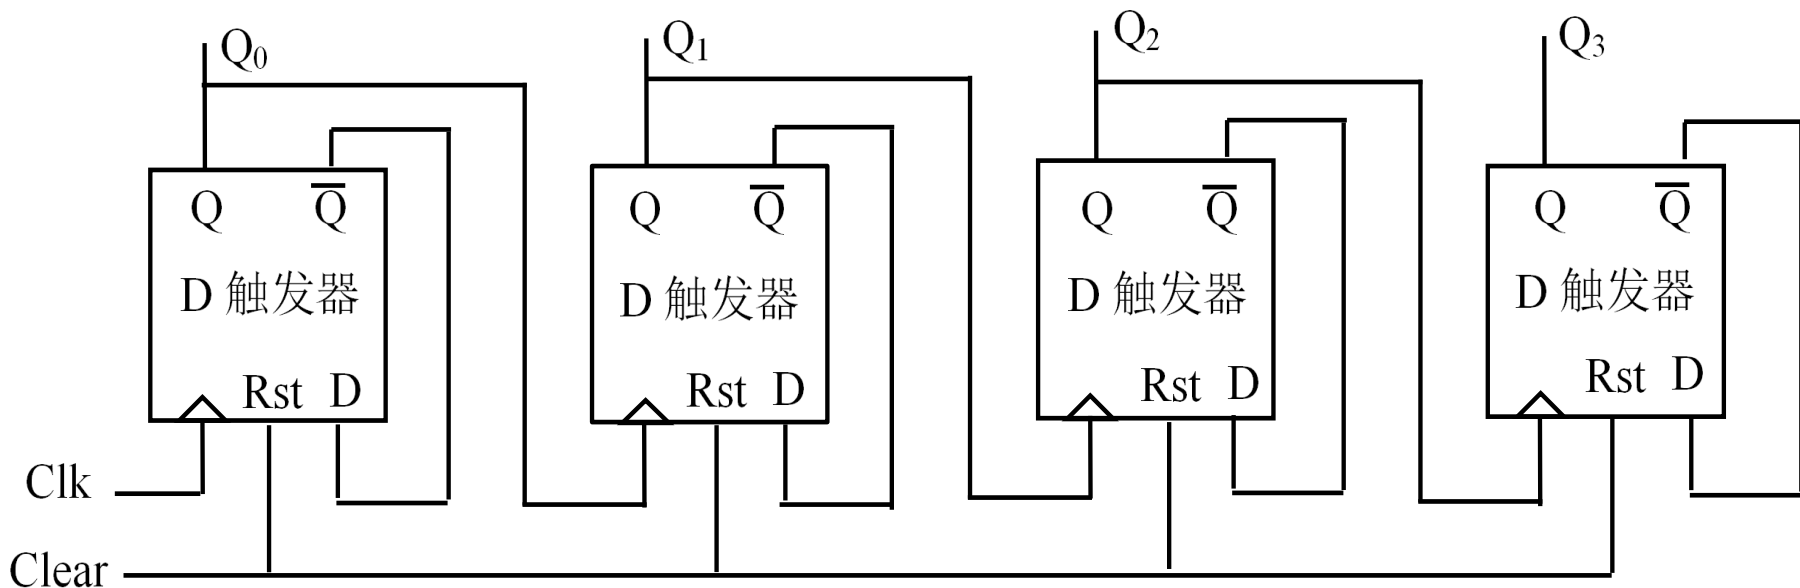 Q0 Q1 Q2 Q3
Q Q̅ Q Q̅ Q Q̅ Q Q̅
D 触发器 D 触发器 D 触发器 D 触发器
Rst D Rst D Rst D Rst D
Clk
Clear